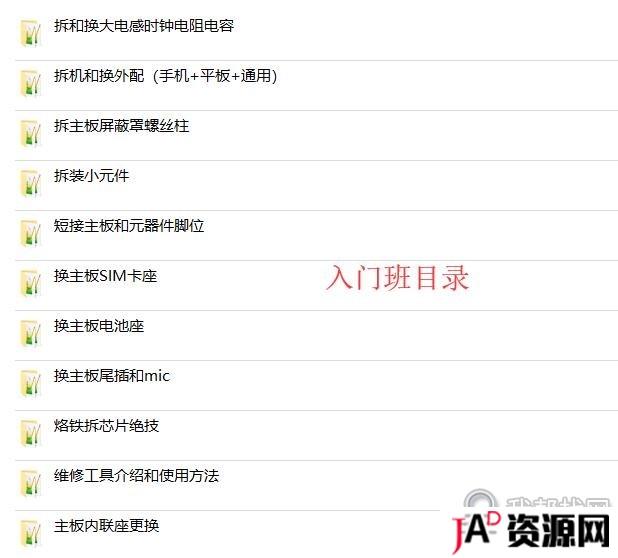 拆和换大电感时钟电阻电容
拆机和换外配（手机+平板+通用）
拆主板屏蔽罩螺丝柱
拆装小元件
短接主板和元器件脚位
换主板SIM卡座
入门班目录
换主板电池座
换主板尾插和mic
烙铁拆芯片绝技
维修工具介绍和使用方法
主板内联座更换
JAD资源网